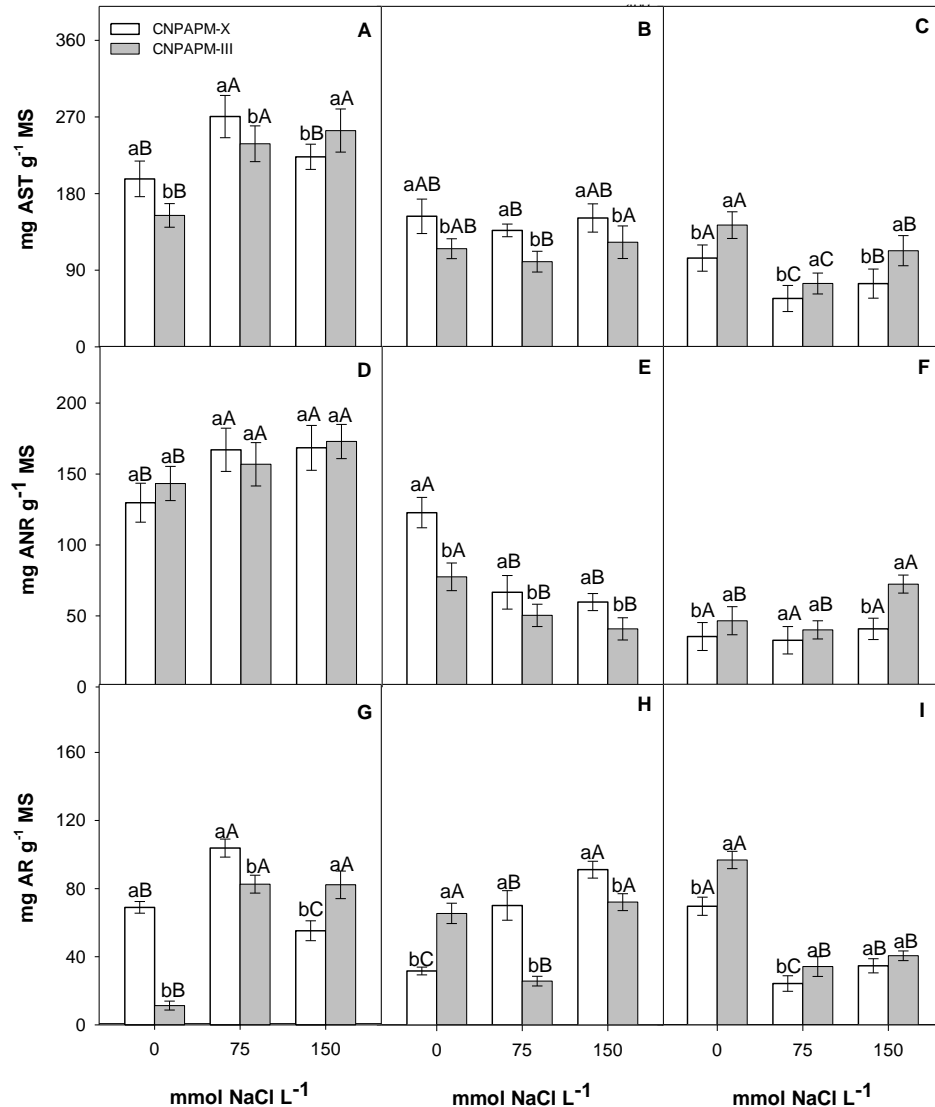 CNPAPM-X
CNPAPM-III
A
B
C
mg AST g-1 MS
360
270
180
90
0
aB
bB
aA
bA
bB
aA
aAB
bAB
aB
bB
aAB
bA
bA
aA
bC
aC
bB
aB
D
E
F
mg ANR g-1 MS
200
150
100
50
0
aB
aB
aA
aA
aA
aA
aA
bA
aB
bB
aB
bB
bA
aB
aA
aB
bA
aA
G
H
I
mg AR g-1 MS
160
120
80
40
0
aB
bB
aA
bA
bC
aA
bC
aA
aB
bB
aA
bA
bA
aA
bC
aB
aB
aB
0 75 150
0 75 150
0 75 150
mmol NaCl L-1
mmol NaCl L-1
mmol NaCl L-1